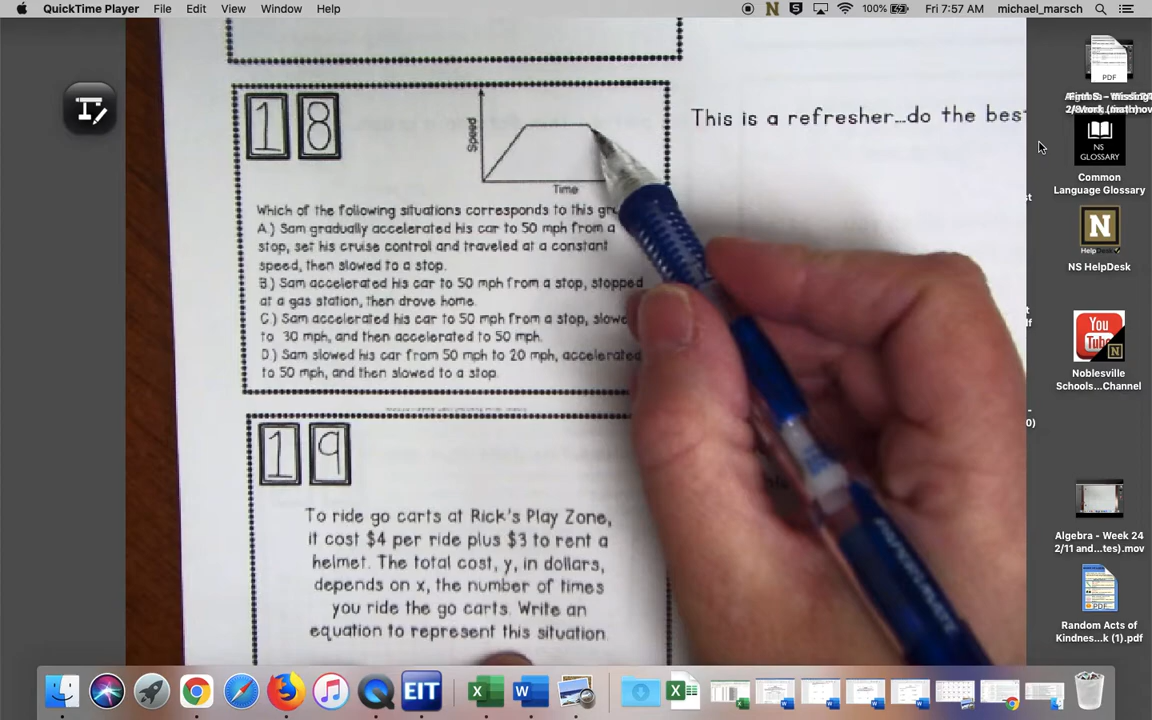 QuickTime Player File Edit View Window Help 100% Fri 7:57 AM michael_marsch
18
Speed
Time
This is a refresher...do the best
Which of the following situations corresponds to this
A.) Sam gradually accelerated his car to 50 mph from a
stop, set his cruise control and traveled at a constant
speed, then slowed to a stop.
B.) Sam accelerated his car to 50 mph from a stop, stopped
at a gas station, then drove home.
C.) Sam accelerated his car to 50 mph from a stop, slowe
to 30 mph, and then accelerated to 50 mph.
D.) Sam slowed his car from 50 mph to 20 mph, accelerated
to 50 mph, and then slowed to a stop.
19
To ride go carts at Rick's Play Zone,
it cost $4 per ride plus $3 to rent a
helmet. The total cost, y, in dollars,
depends on x, the number of times
you ride the go carts. Write an
equation to represent this situation
PDF
NS
GLOSSARY
Common
Language Glossary
N
HelpDesk
NS HelpDesk
You
Tube
N
Noblesville
Schools...Channel
Algebra - Week 24
2/11 and...tes).mov
PDF
Random Acts of
Kindnes...k (1).pdf
EIT